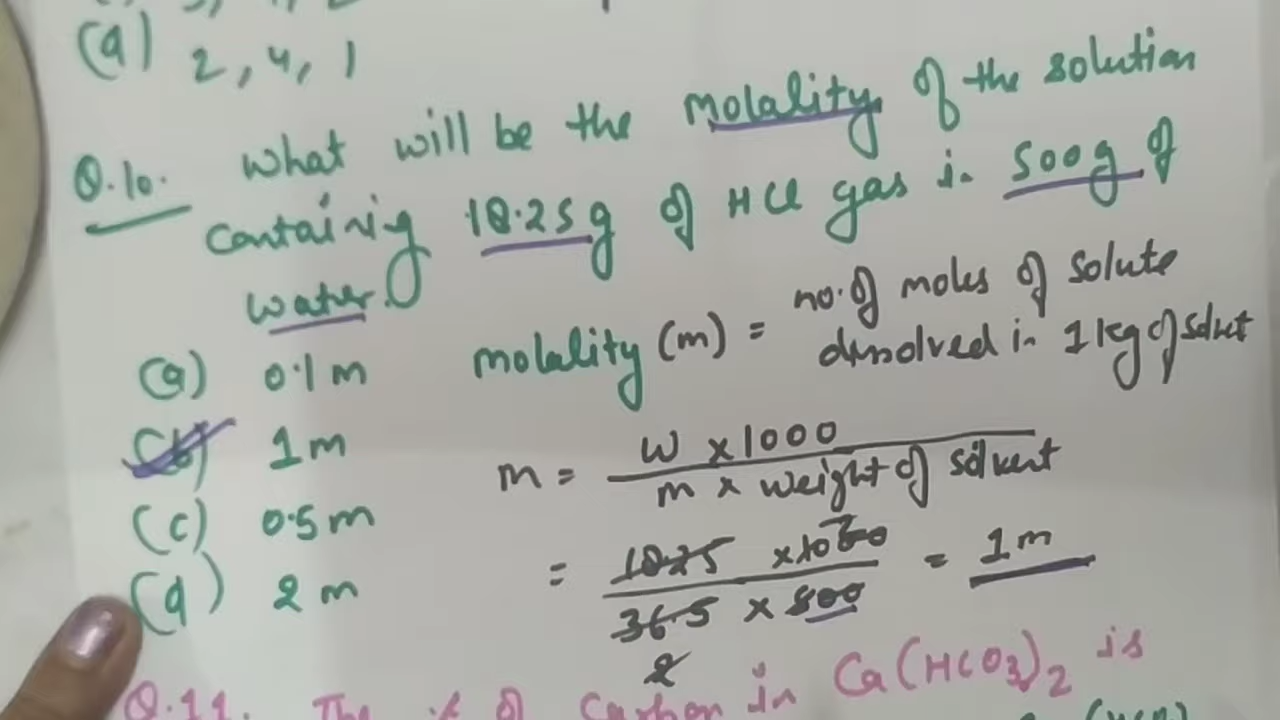 (d) 2, 4, 1
Q.10. What will be the molality of the solution
containing 18.25g of HCl gas in 500g of
water.
(a) 0.1 m
(b) 1 m
(c) 0.5 m
(d) 2 m
molality (m) = no. of moles of solute
dissolved in 1 kg of solvet
m = W × 1000
m × weight of solvent
= 18.25 × 1000 = 1 m
36.5 × 500
2
Q.11. The % of Carbon in Ca(HCO3)2 is